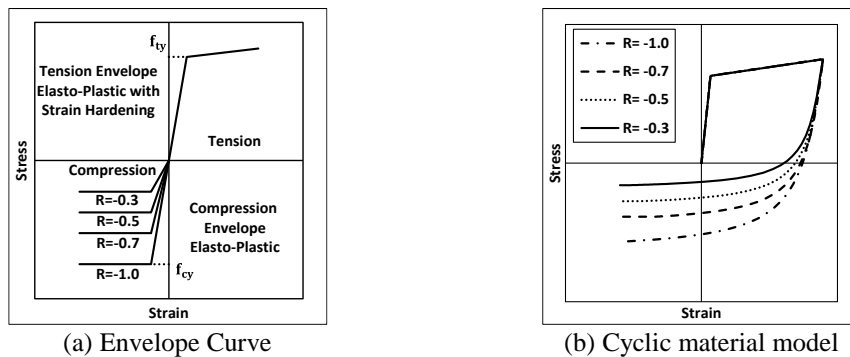 f_ty
Tension Envelope
Elasto-Plastic with
Strain Hardening
Tension
Stress
Compression
R=-0.3
R=-0.5
R=-0.7
R=-1.0
Compression
Envelope
Elasto-Plastic
f_cy
Strain
(a) Envelope Curve
R= -1.0
R= -0.7
R= -0.5
R= -0.3
Stress
Strain
(b) Cyclic material model